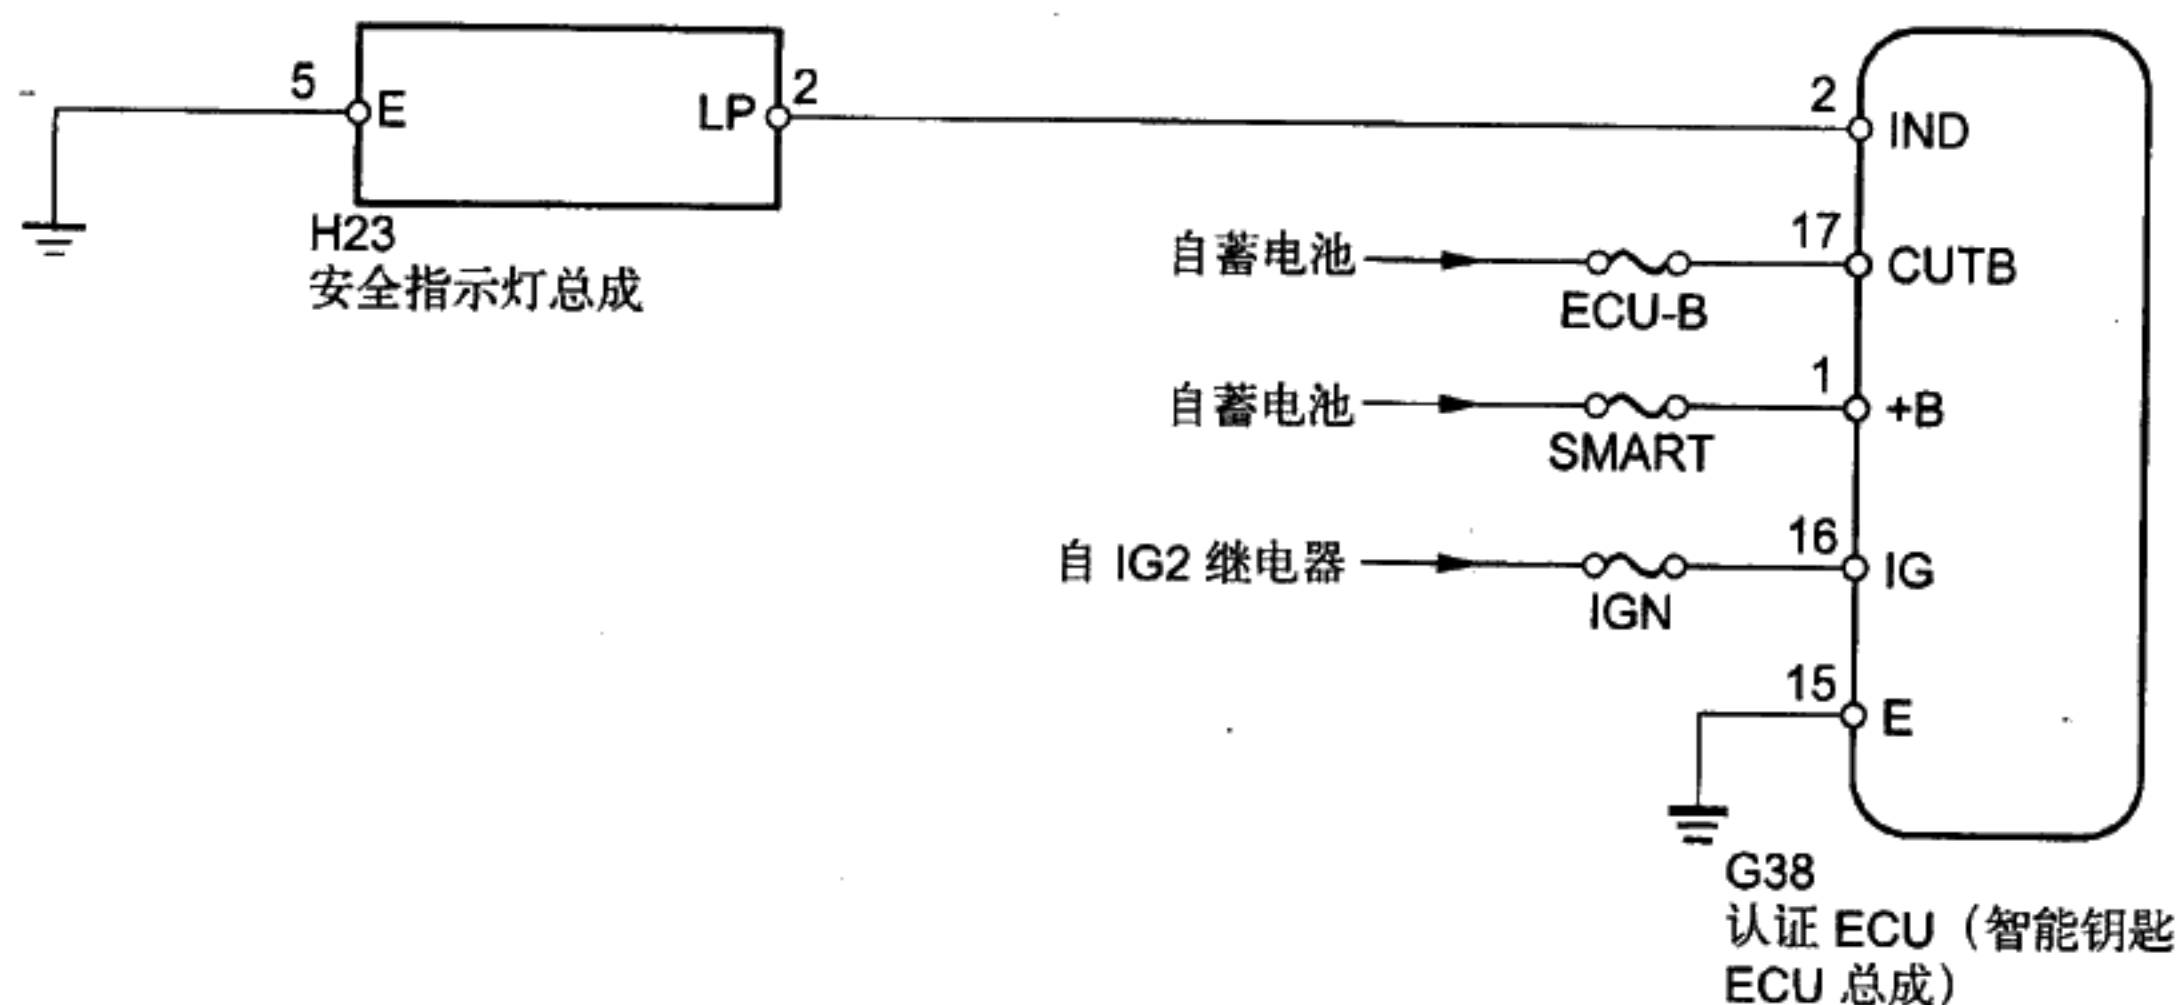 5
E
LP
2
2
IND
H23
安全指示灯总成
自蓄电池
ECU-B
17
CUTB
自蓄电池
SMART
1
+B
自 IG2 继电器
IGN
16
IG
15
E
G38
认证 ECU（智能钥匙
ECU 总成）